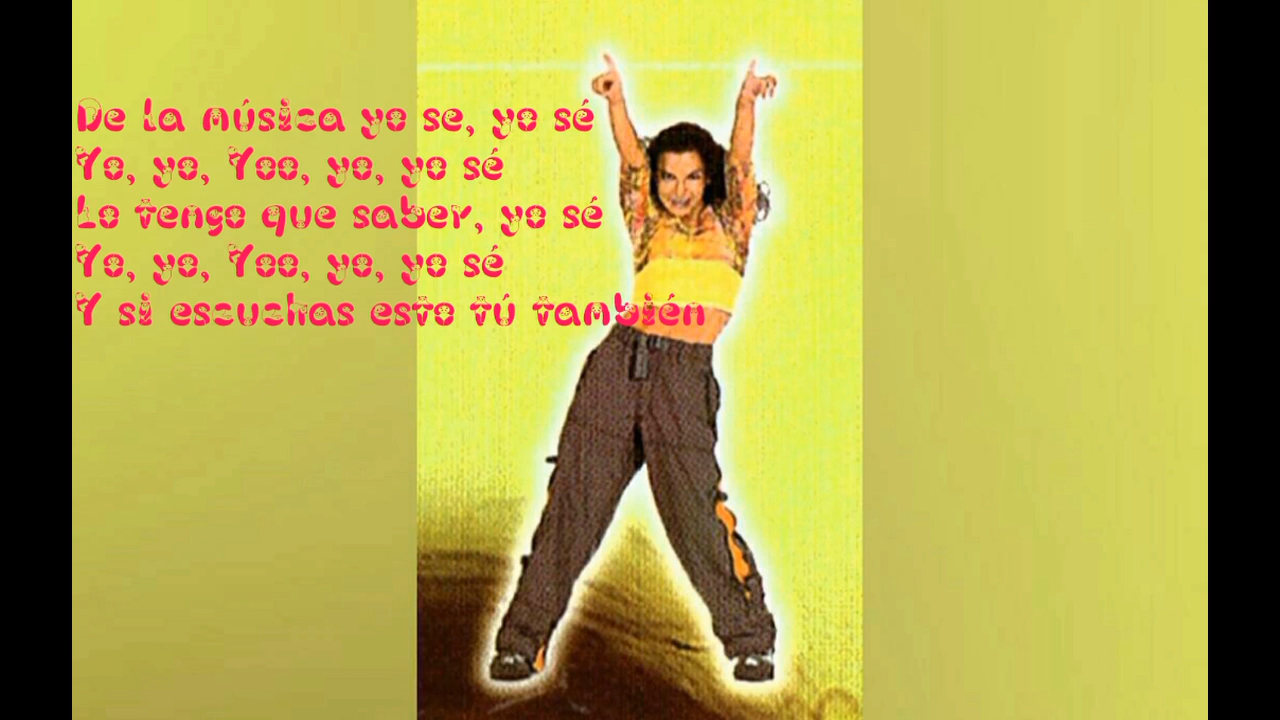 De la música yo se, yo sé
Yo, yo, Yoo, yo, yo sé
Lo tengo que saber, yo sé
Yo, yo, Yoo, yo, yo sé
Y si escuchas esto tú también